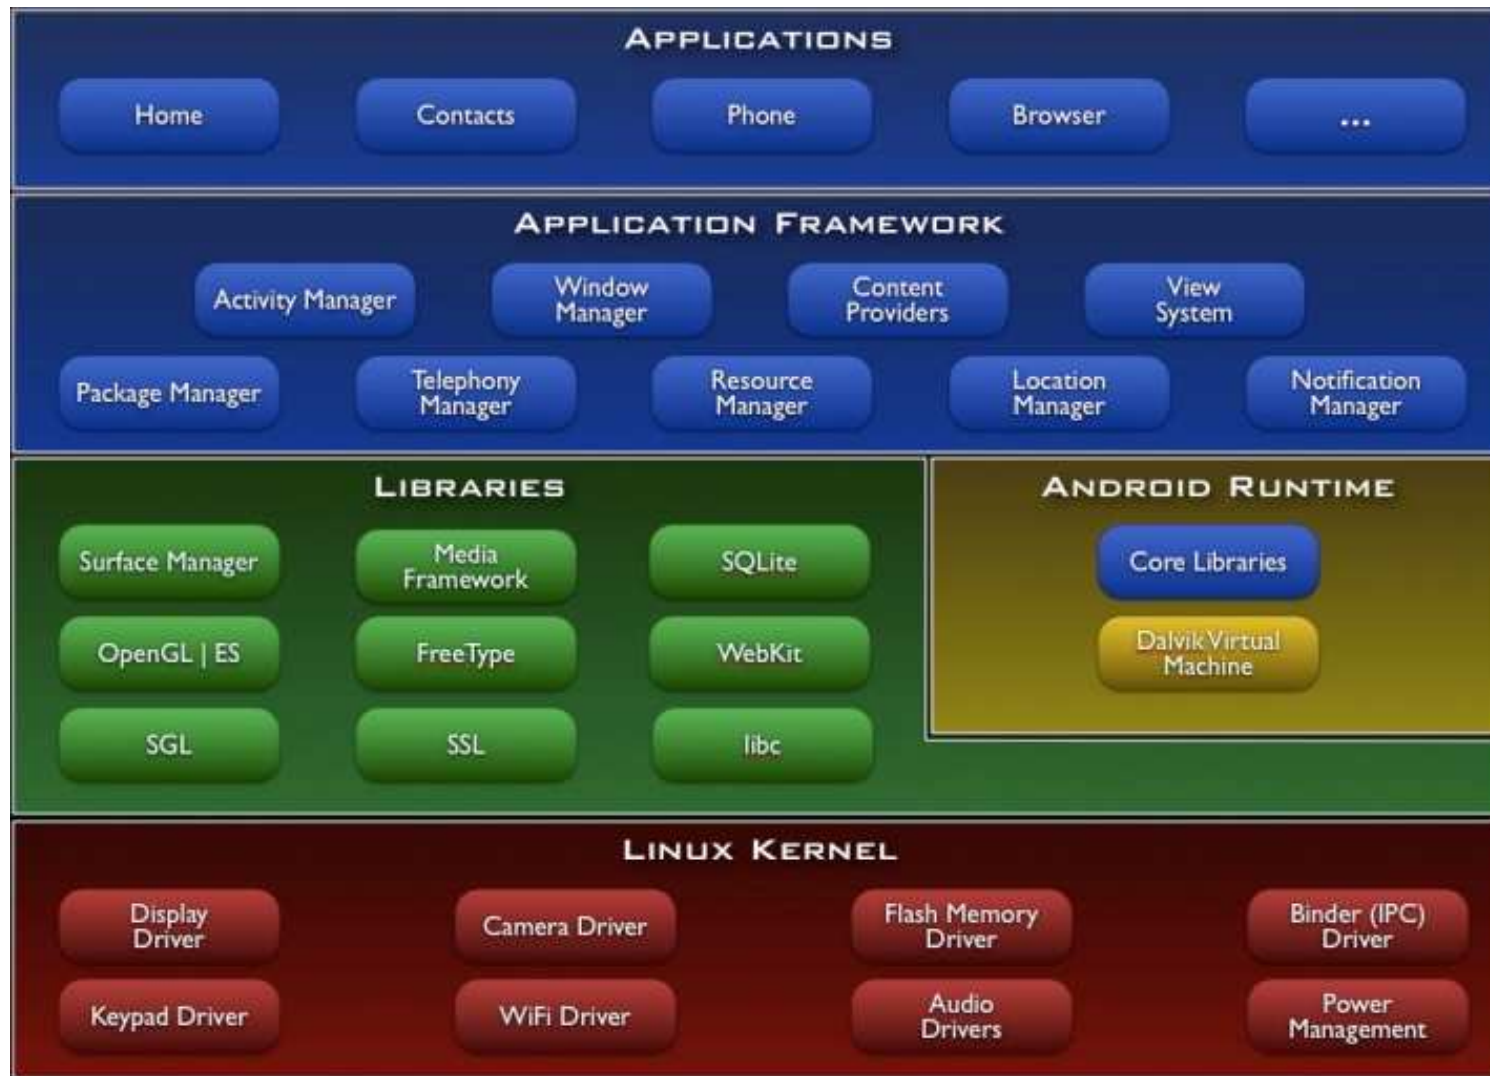 APPLICATIONS
Home
Contacts
Phone
Browser
...
APPLICATION FRAMEWORK
Activity Manager
Window
Manager
Content
Providers
View
System
Package Manager
Telephony
Manager
Resource
Manager
Location
Manager
Notification
Manager
LIBRARIES
Surface Manager
Media
Framework
SQLite
OpenGL | ES
FreeType
WebKit
SGL
SSL
libc
ANDROID RUNTIME
Core Libraries
Dalvik Virtual
Machine
LINUX KERNEL
Display
Driver
Camera Driver
Flash Memory
Driver
Binder (IPC)
Driver
Keypad Driver
WiFi Driver
Audio
Drivers
Power
Management